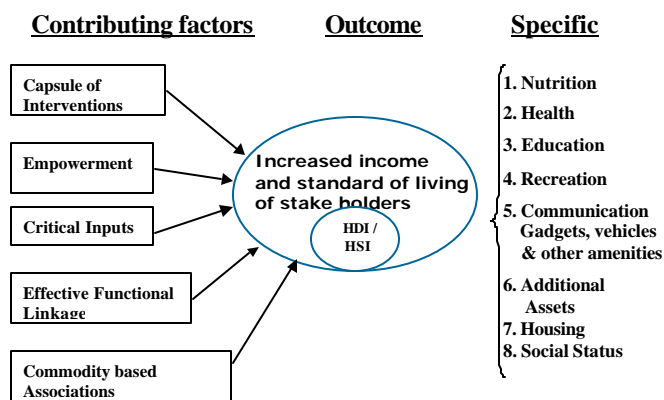 Contributing factors
Outcome
Specific
Capsule of
Interventions
Empowerment
Critical Inputs
Effective Functional
Linkage
Commodity based
Associations
Increased income
and standard of living
of stake holders
HDI /
HSI
1. Nutrition
2. Health
3. Education
4. Recreation
5. Communication
Gadgets, vehicles
& other amenities
6. Additional
Assets
7. Housing
8. Social Status